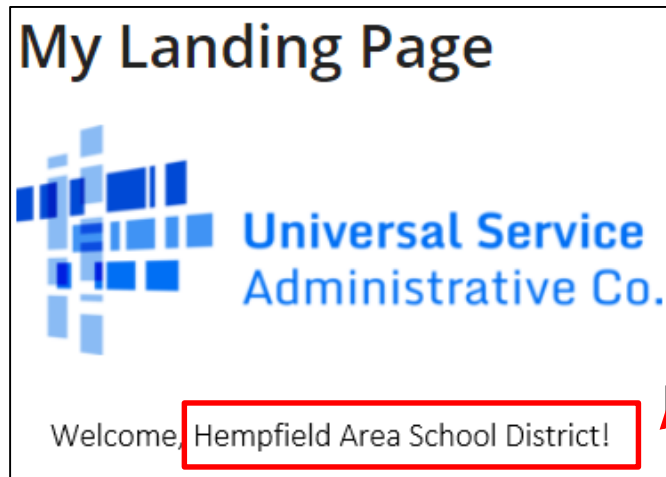 My Landing Page
Universal Service
Administrative Co.
Welcome, Hempfield Area School District!